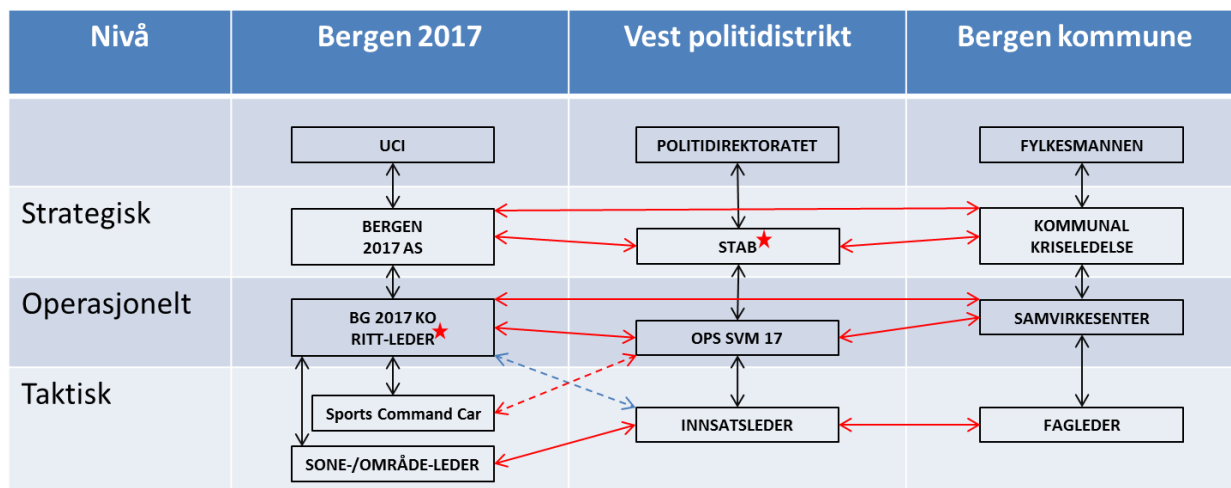 Nivå
Bergen 2017
Vest politidistrikt
Bergen kommune
UCI
POLITIDIREKTORATET
FYLKESMANNEN
Strategisk
BERGEN
2017 AS
STAB
KOMMUNAL
KRISELEDELSE
Operasjonelt
BG 2017 KO
RITT-LEDER
OPS SVM 17
SAMVIRKESENTER
Taktisk
Sports Command Car
INNSATSLEDER
FAGLEDER
SONE-/OMRÅDE-LEDER